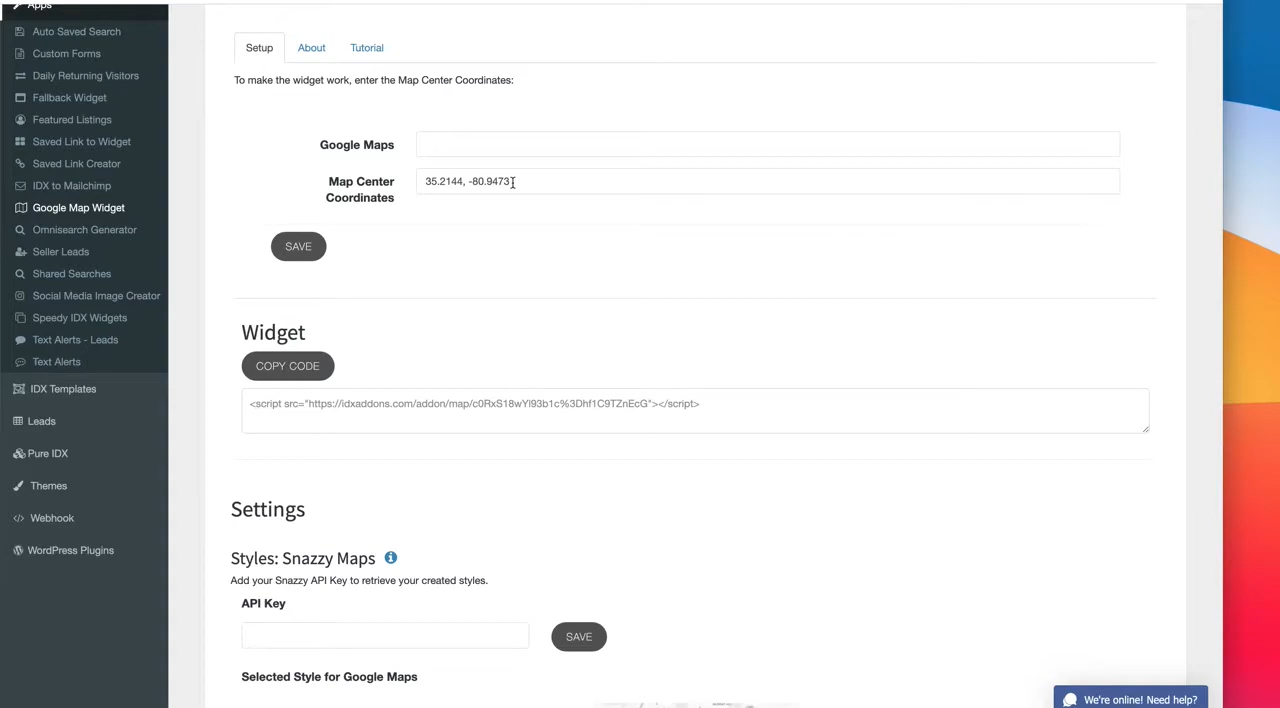 Apps
Auto Saved Search
Custom Forms
Daily Returning Visitors
Fallback Widget
Featured Listings
Saved Link to Widget
Saved Link Creator
IDX to Mailchimp
Google Map Widget
Omnisearch Generator
Seller Leads
Shared Searches
Social Media Image Creator
Speedy IDX Widgets
Text Alerts - Leads
Text Alerts
IDX Templates
Leads
Pure IDX
Themes
Webhook
WordPress Plugins
Setup About Tutorial
To make the widget work, enter the Map Center Coordinates:
Google Maps
Map Center Coordinates 35.2144, -80.9473
SAVE
Widget
COPY CODE
<script src="https://idxaddons.com/addon/map/c0RxS18wYl93b1c%3Dhf1C9TZnEcG"></script>
Settings
Styles: Snazzy Maps
Add your Snazzy API Key to retrieve your created styles.
API Key
SAVE
Selected Style for Google Maps
We're online! Need help?